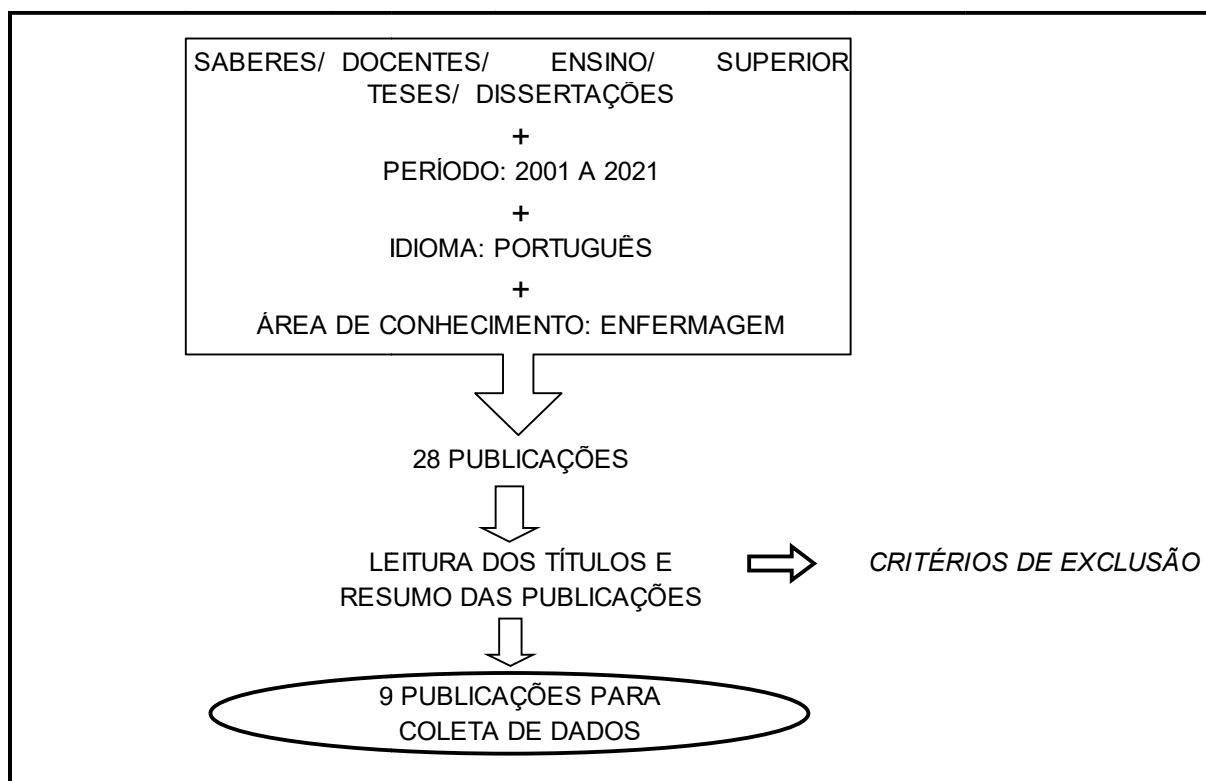 SABERES/ DOCENTES/ ENSINO/ SUPERIOR
TESES/ DISSERTAÇÕES
+
PERÍODO: 2001 A 2021
+
IDIOMA: PORTUGUÊS
+
ÁREA DE CONHECIMENTO: ENFERMAGEM
28 PUBLICAÇÕES
LEITURA DOS TÍTULOS E
RESUMO DAS PUBLICAÇÕES
CRITÉRIOS DE EXCLUSÃO
9 PUBLICAÇÕES PARA
COLETA DE DADOS